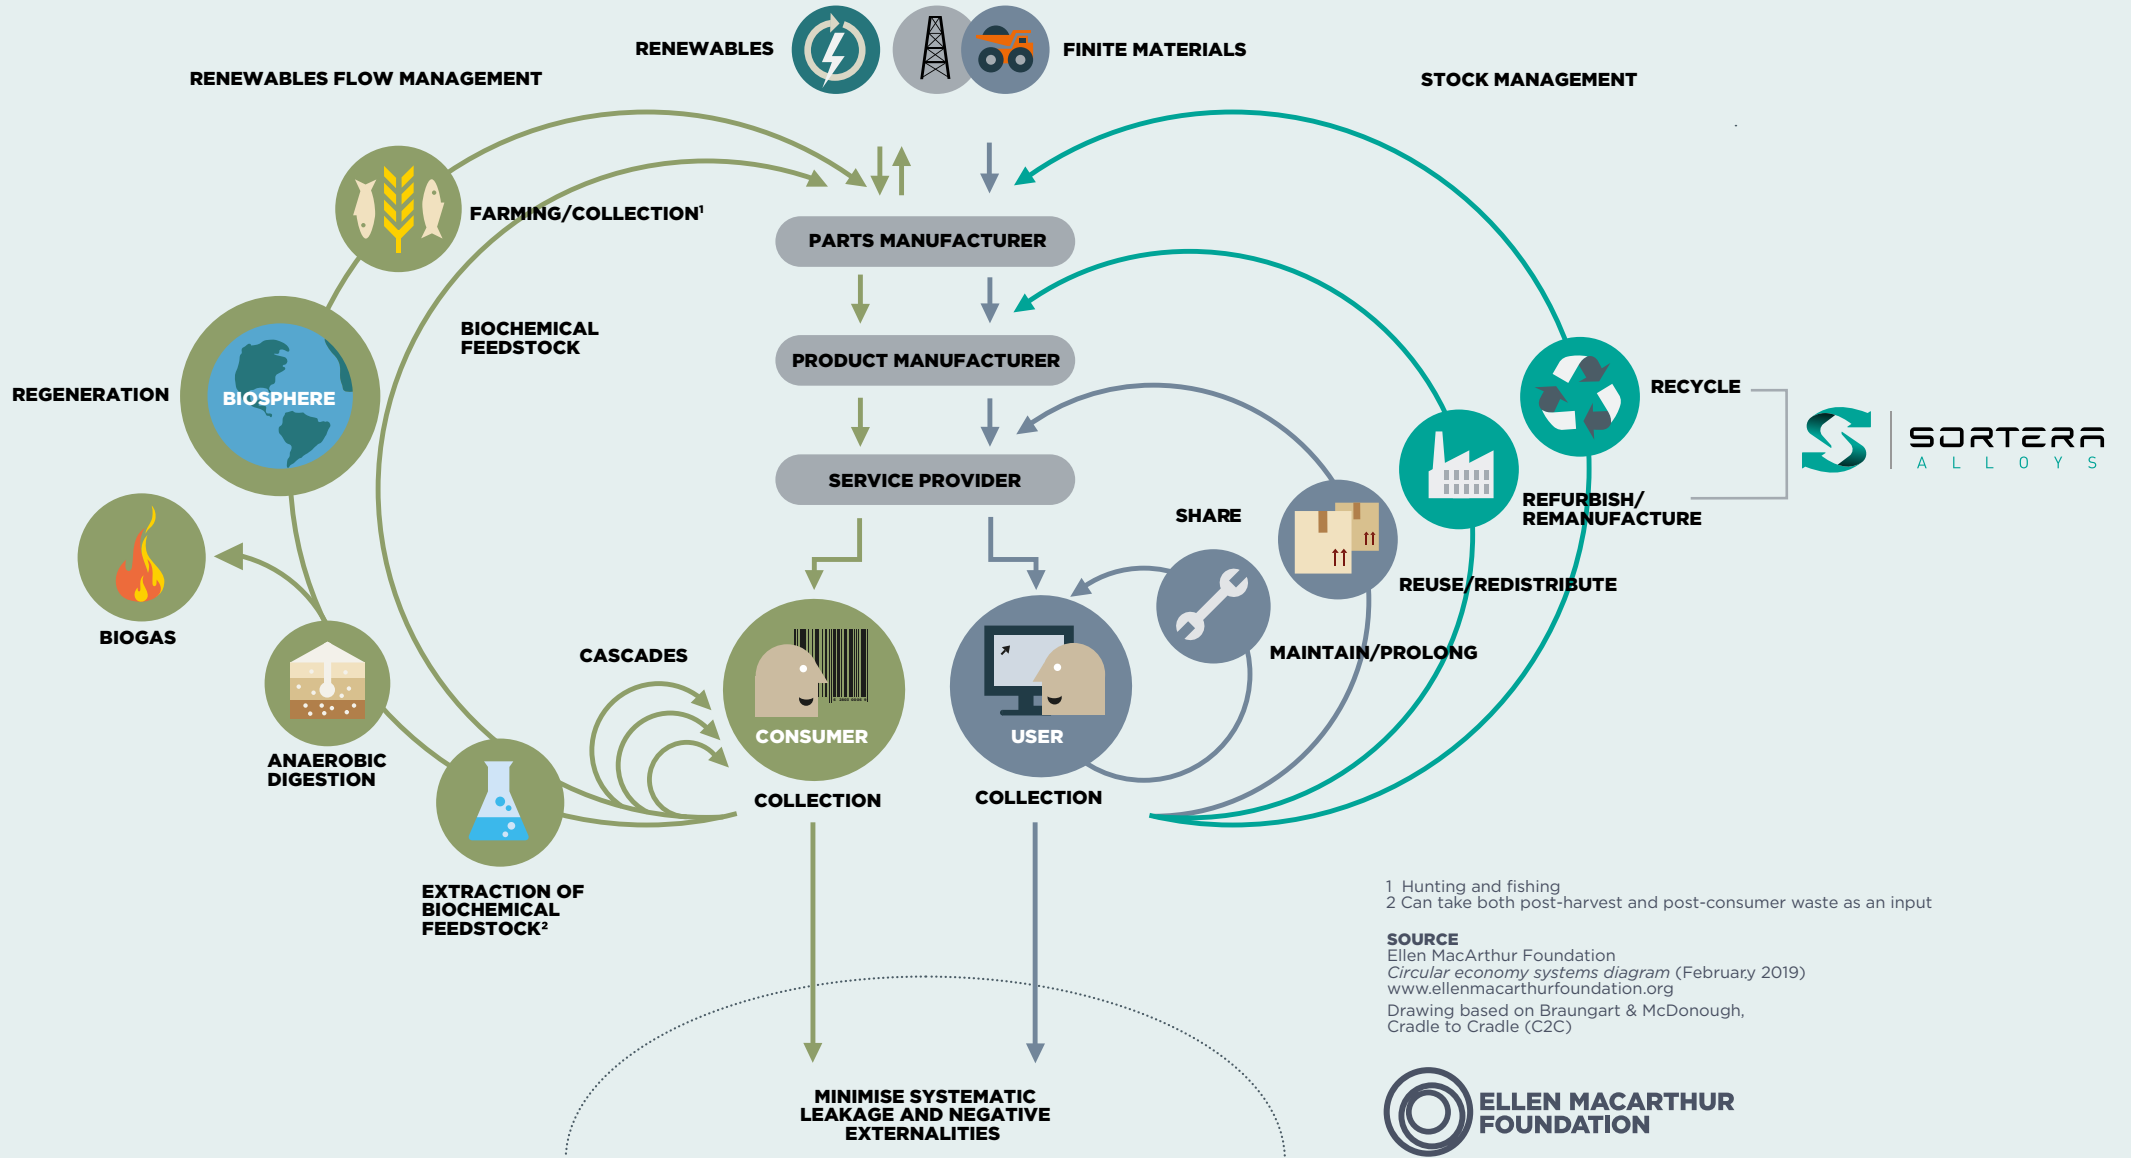 RENEWABLES
FINITE MATERIALS
RENEWABLES FLOW MANAGEMENT
STOCK MANAGEMENT
FARMING/COLLECTION¹
PARTS MANUFACTURER
BIOCHEMICAL
FEEDSTOCK
PRODUCT MANUFACTURER
REGENERATION
BIOSPHERE
RECYCLE
SORTERA
ALLOYS
SERVICE PROVIDER
REFURBISH/
REMANUFACTURE
SHARE
REUSE/REDISTRIBUTE
BIOGAS
CASCADES
MAINTAIN/PROLONG
CONSUMER
USER
ANAEROBIC
DIGESTION
COLLECTION
COLLECTION
EXTRACTION OF
BIOCHEMICAL
FEEDSTOCK²
1 Hunting and fishing
2 Can take both post-harvest and post-consumer waste as an input
SOURCE
Ellen MacArthur Foundation
Circular economy systems diagram (February 2019)
www.ellenmacarthurfoundation.org
Drawing based on Braungart & McDonough,
Cradle to Cradle (C2C)
MINIMISE SYSTEMATIC
LEAKAGE AND NEGATIVE
EXTERNALITIES
ELLEN MACARTHUR
FOUNDATION